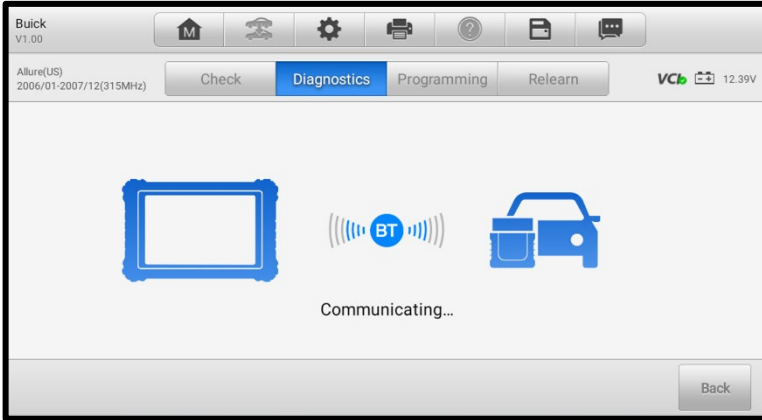 Buick
V1.00
M
?
Allure(US)
2006/01-2007/12(315MHz)
Check
Diagnostics
Programming
Relearn
VCI
12.39V
BT
Communicating...
Back